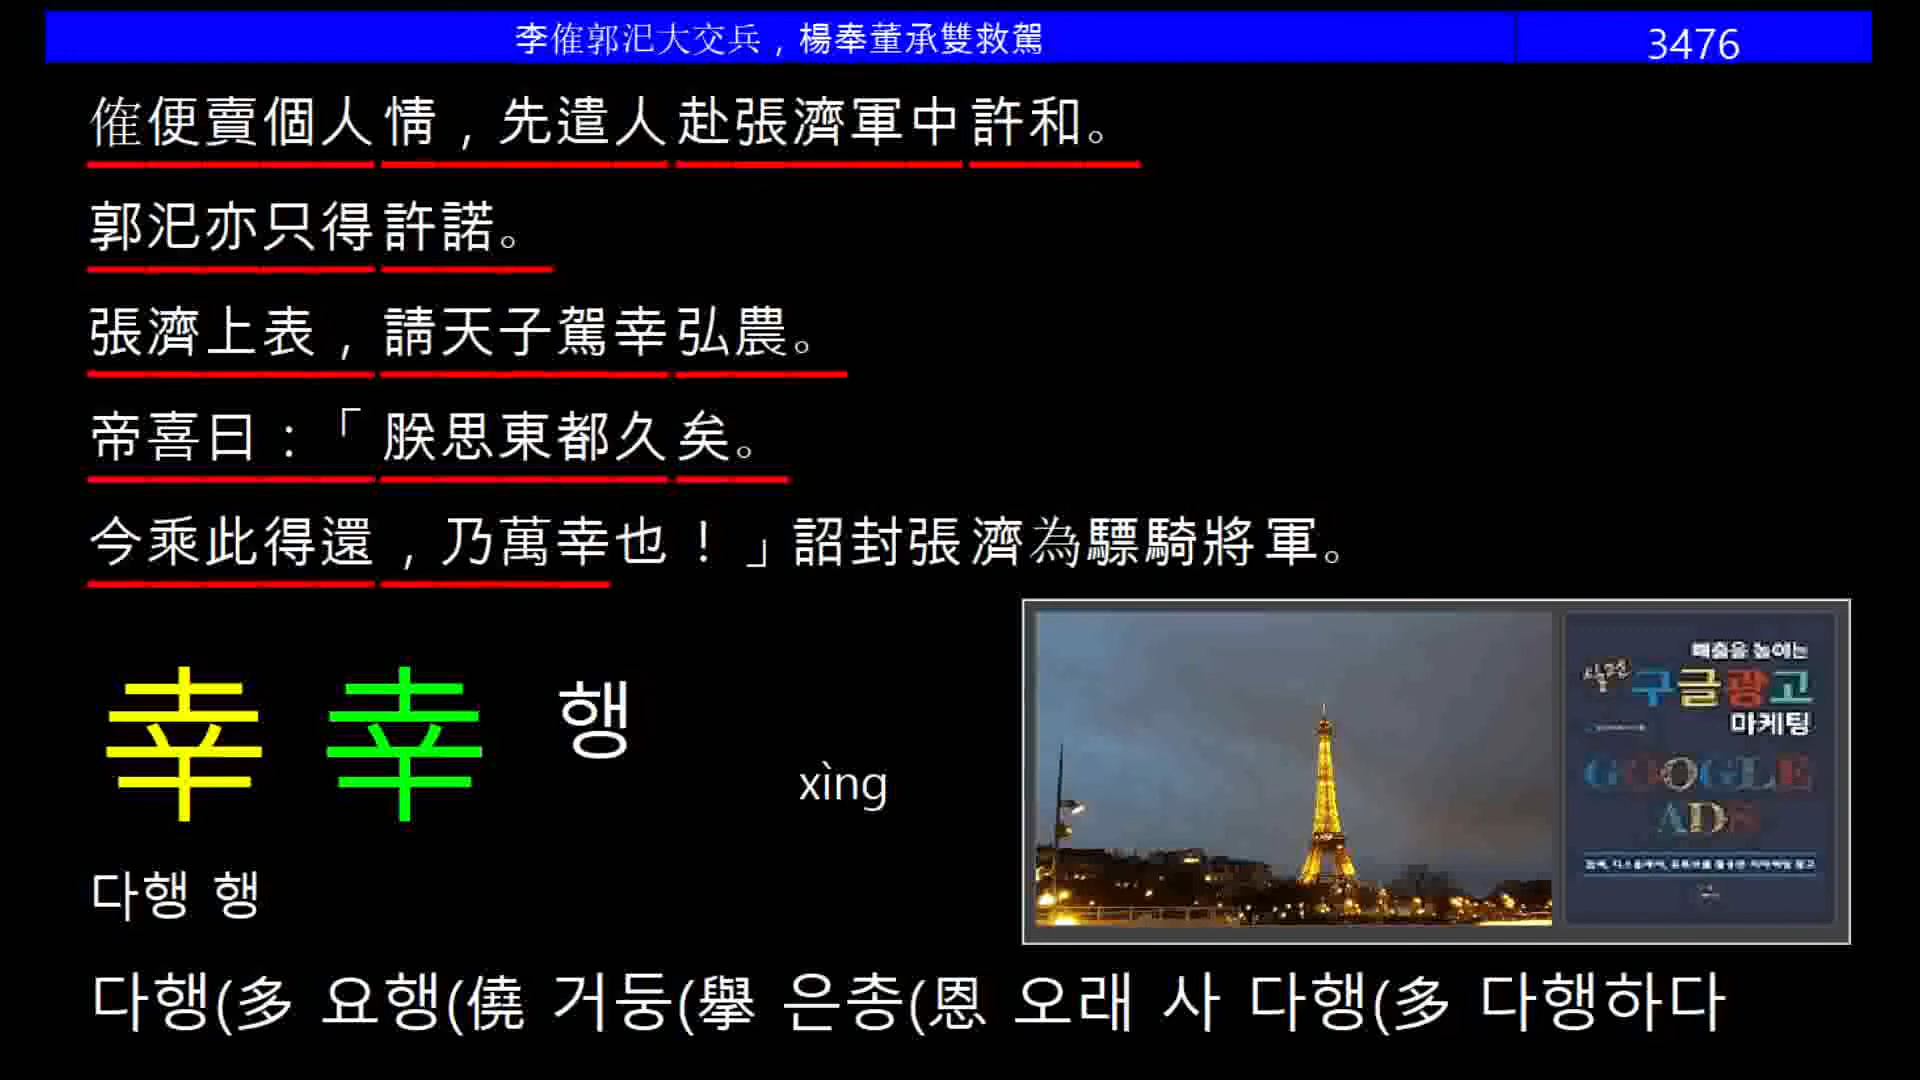 李傕郭汜大交兵，楊奉董承雙救駕
3476
傕便賣個人情，先遣人赴張濟軍中許和。
郭汜亦只得許諾。
張濟上表，請天子駕幸弘農。
帝喜曰：「朕思東都久矣。
今乘此得還，乃萬幸也！」詔封張濟為驃騎將軍。
幸 幸 행
xìng
다행 행
매출을 높이는
구글광고
마케팅
GOOGLE
ADS
다행(多 요행(僥 거둥(擧 은총(恩 오래 사 다행(多 다행하다